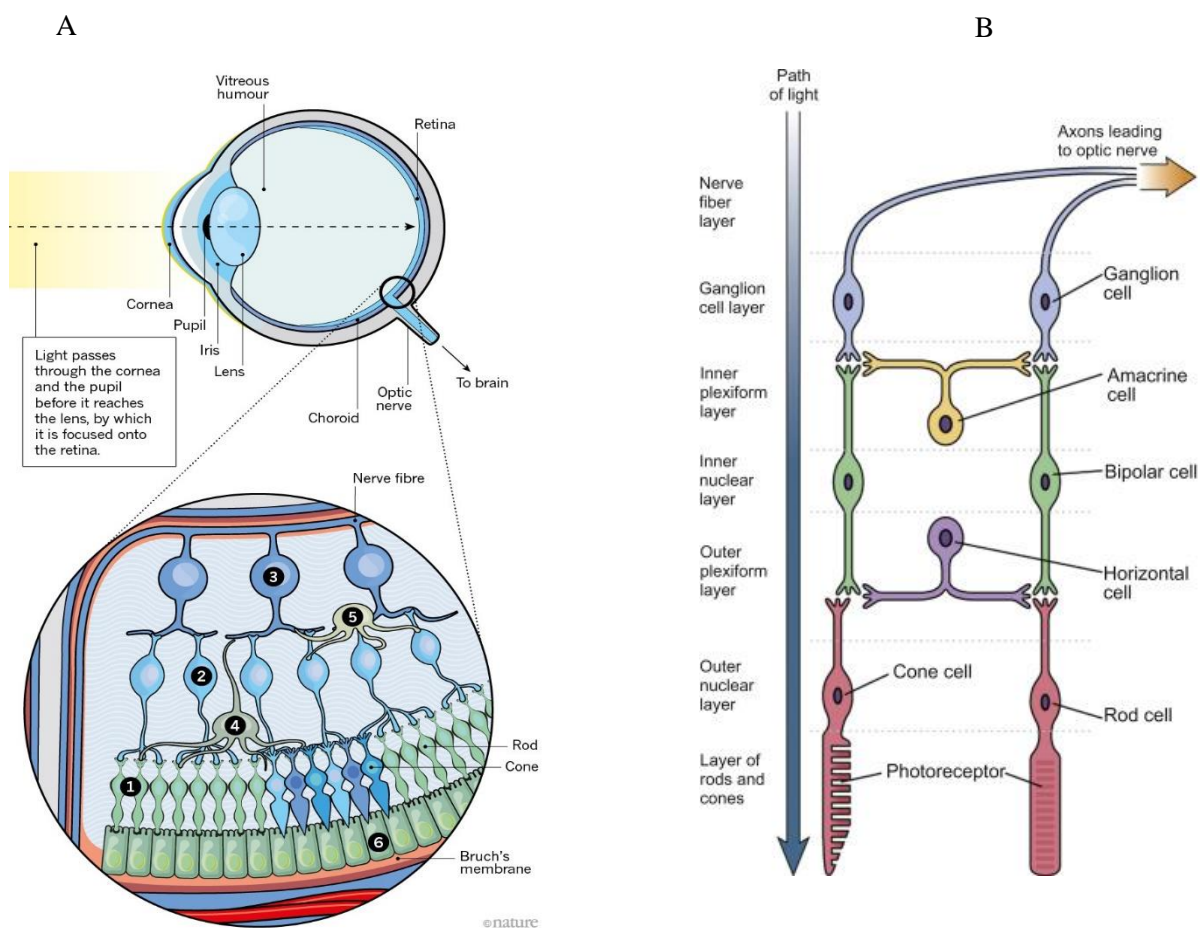 A
Vitreous
humour
Retina
Cornea
Pupil
Iris
Lens
Light passes
through the cornea
and the pupil
before it reaches
the lens, by which
it is focused onto
the retina.
Choroid
Optic
nerve
To brain
Nerve fibre
3
5
2
4
1
Rod
Cone
6
Bruch's
membrane
©nature
B
Path
of light
Axons leading
to optic nerve
Nerve
fiber
layer
Ganglion
cell layer
Ganglion
cell
Inner
plexiform
layer
Amacrine
cell
Inner
nuclear
layer
Bipolar cell
Outer
plexiform
layer
Horizontal
cell
Outer
nuclear
layer
Cone cell
Rod cell
Layer of
rods and
cones
Photoreceptor